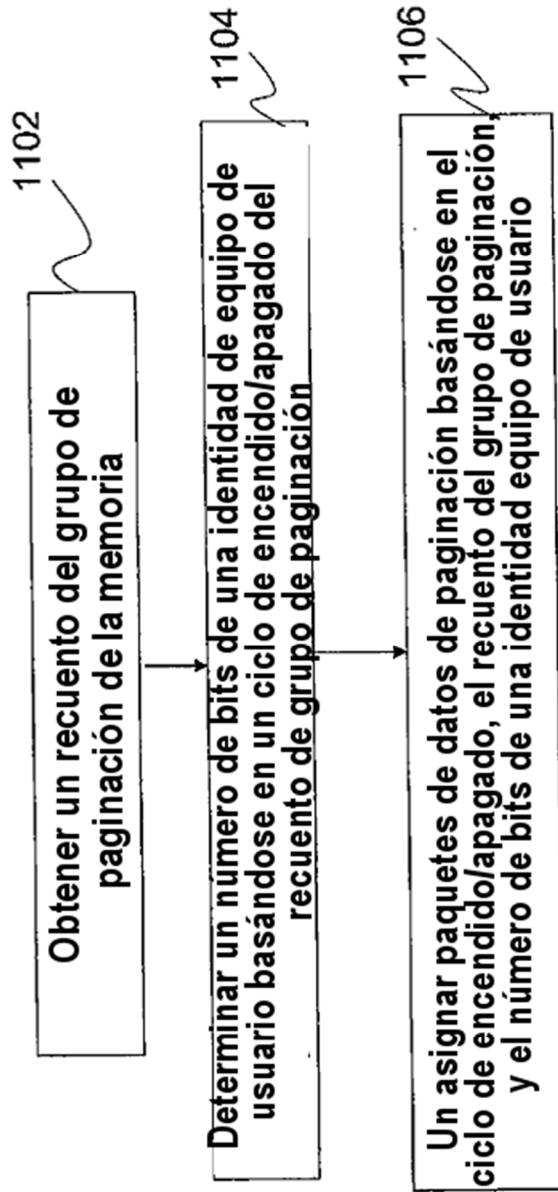 1102
Obtener un recuento del grupo de
paginación de la memoria
1104
Determinar un número de bits de una identidad de equipo de
usuario basándose en un ciclo de encendido/apagado del
recuento de grupo de paginación
1106
Un asignar paquetes de datos de paginación basándose en el
ciclo de encendido/apagado, el recuento del grupo de paginación,
y el número de bits de una identidad equipo de usuario